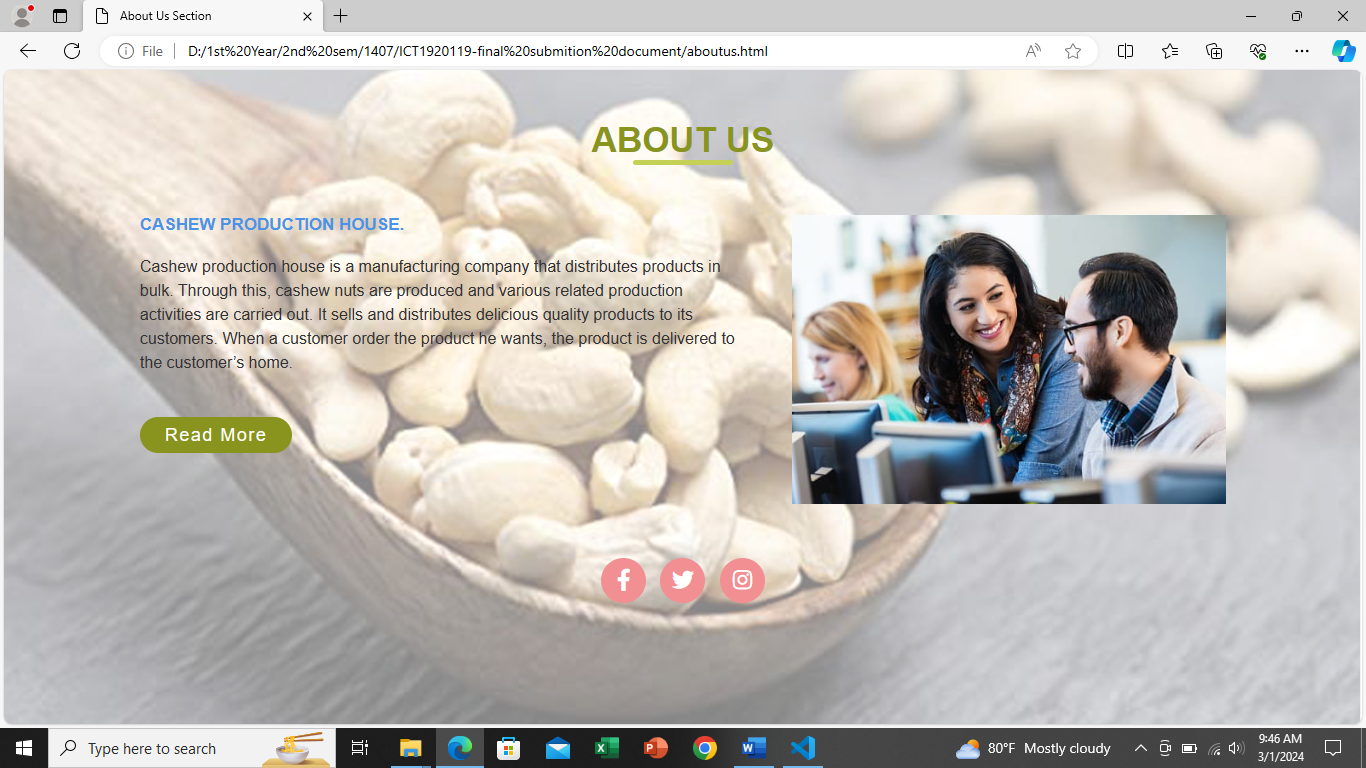 About Us Section
File
D:/1st%20Year/2nd%20sem/1407/ICT1920119-final%20submition%20document/aboutus.html
ABOUT US
CASHEW PRODUCTION HOUSE.
Cashew production house is a manufacturing company that distributes products in
bulk. Through this, cashew nuts are produced and various related production
activities are carried out. It sells and distributes delicious quality products to its
customers. When a customer order the product he wants, the product is delivered to
the customer’s home.
Read More
Type here to search
80°F Mostly cloudy
9:46 AM
3/1/2024